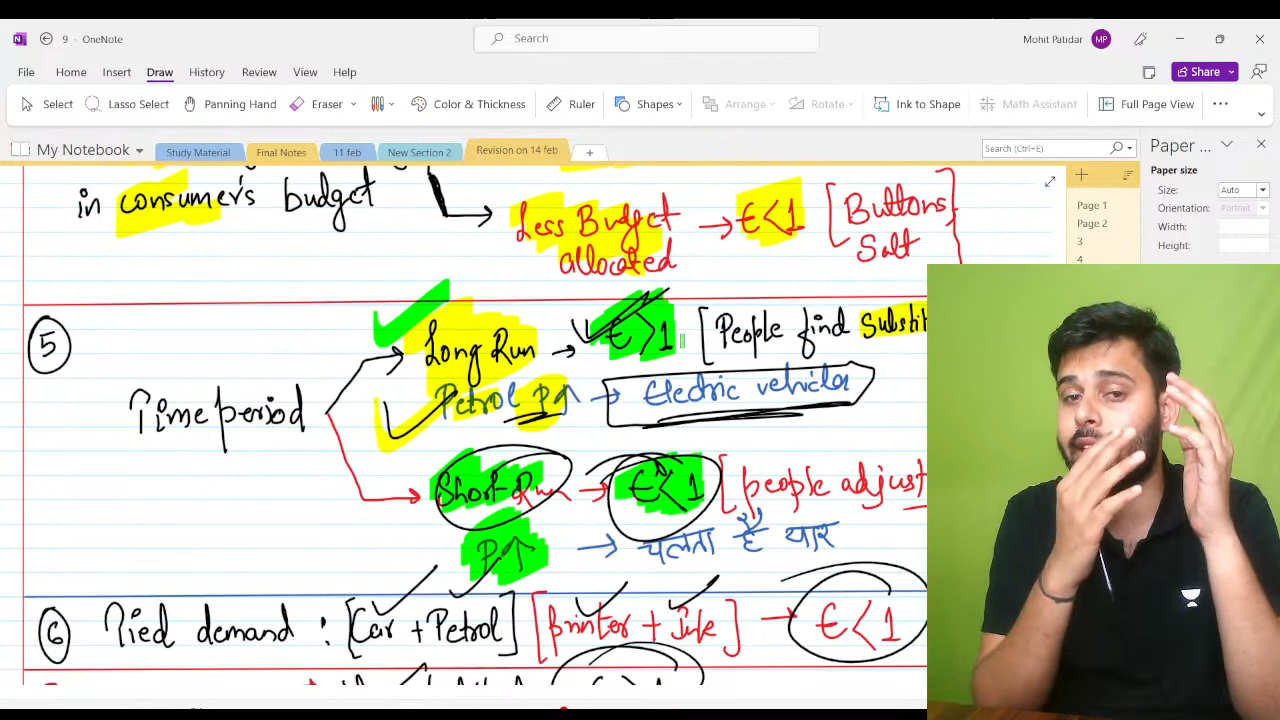 9 - OneNote
Search
Mohit Patidar MP
File Home Insert Draw History Review View Help
Share
Select Lasso Select Panning Hand Eraser Color & Thickness Ruler Shapes Arrange Rotate Ink to Shape Math Assistant Full Page View
My Notebook Study Material Final Notes 11 feb New Section 2 Revision on 14 feb
Search (Ctrl+E)
Paper ...
Paper size
Size: Auto
Orientation: Portrait
Width:
Height:
Page 1
Page 2
3
4
in consumer's budget
Less Budget allocated → E<1 [Buttons
Salt
5
Time period
Long Run → E>1 [People find Substit
Petrol P↑ → Electric vehicles
Short Run → E<1 [people adjust
P↑ → चलता है यार
6 Tied demand : [Car + Petrol] [printer + Ink] → E<1